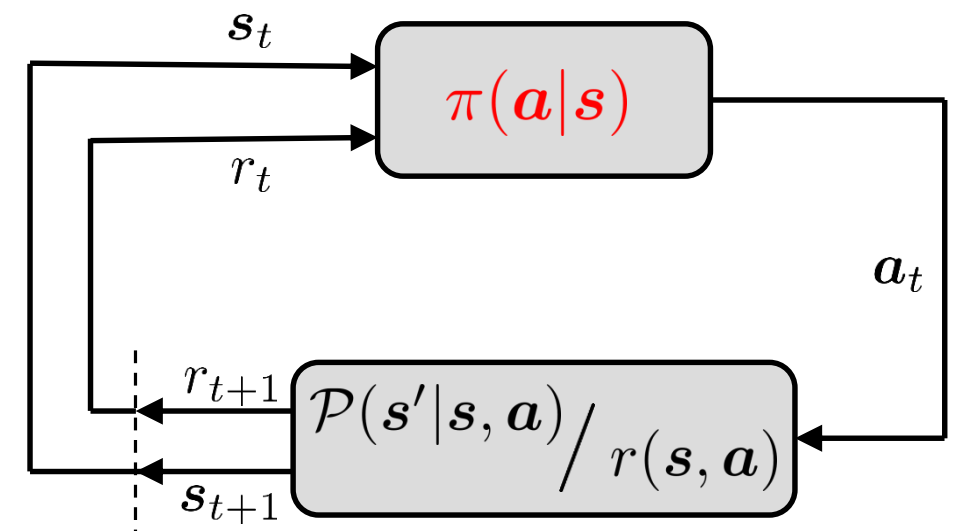 s_t
π(a|s)
r_t
a_t
r_{t+1}
𝒫(s′|s, a) / r(s, a)
s_{t+1}